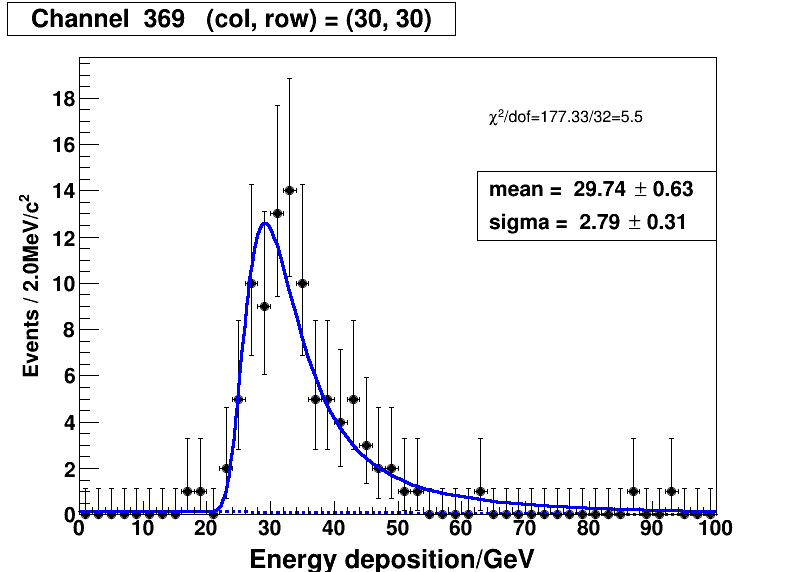 Channel 369 (col, row) = (30, 30)
χ²/dof=177.33/32=5.5
mean = 29.74 ± 0.63
sigma = 2.79 ± 0.31
Events / 2.0MeV/c²
18
16
14
12
10
8
6
4
2
0
0 10 20 30 40 50 60 70 80 90 100
Energy deposition/GeV